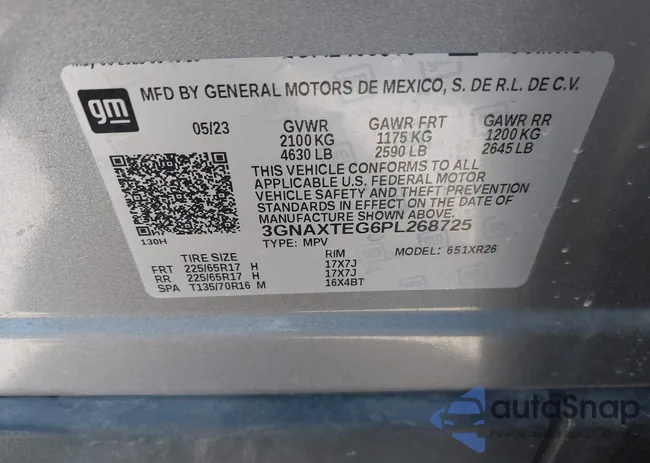 gm
MFD BY GENERAL MOTORS DE MEXICO, S. DE R.L. DE C.V.
05/23 GVWR GAWR FRT GAWR RR
2100 KG 1175 KG 1200 KG
4630 LB 2590 LB 2645 LB
THIS VEHICLE CONFORMS TO ALL
APPLICABLE U.S. FEDERAL MOTOR
VEHICLE SAFETY AND THEFT PREVENTION
STANDARDS IN EFFECT ON THE DATE OF
MANUFACTURE SHOWN ABOVE.
3GNAXTEG6PL268725
130H TYPE: MPV MODEL: 651XR26
TIRE SIZE RIM
FRT 225/65R17 H 17X7J
RR 225/65R17 H 17X7J
SPA T135/70R16 M 16X4BT
autoSnap